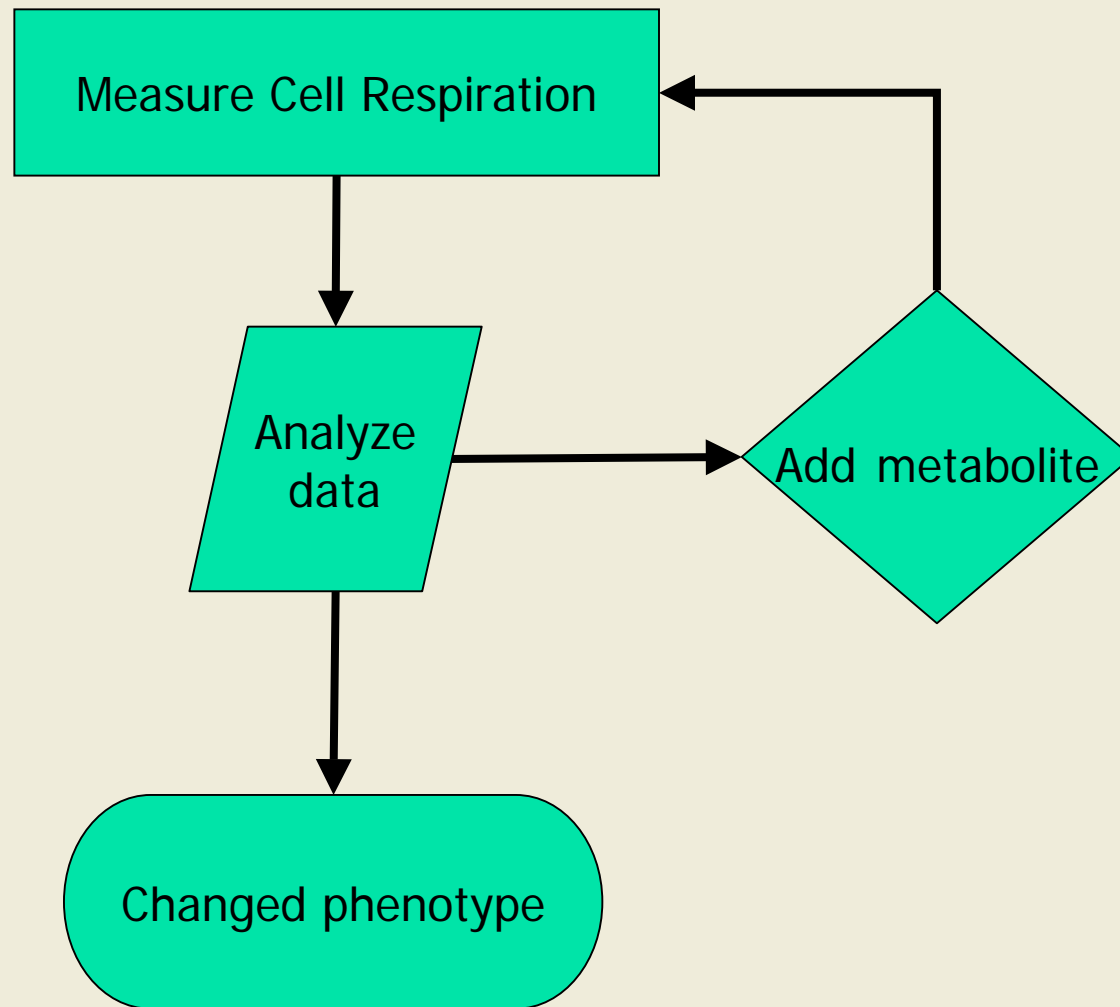 Measure Cell Respiration
Analyze
data
Add metabolite
Changed phenotype